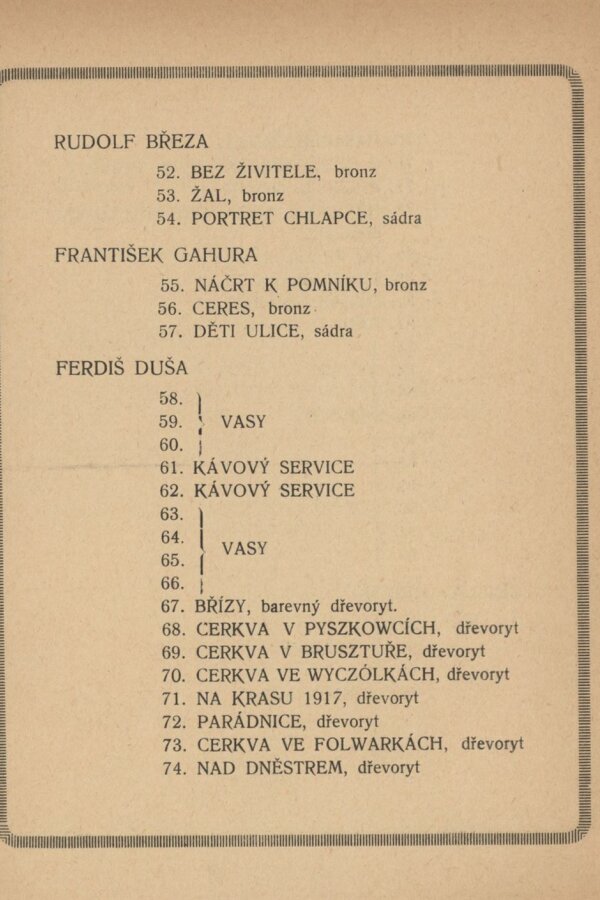 RUDOLF BŘEZA
52. BEZ ŽIVITELE, bronz
53. ŽAL, bronz
54. PORTRET CHLAPCE, sádra
FRANTIŠEK GAHURA
55. NÁČRT K POMNÍKU, bronz
56. CERES, bronz
57. DĚTI ULICE, sádra
FERDIŠ DUŠA
58.
59. VASY
60.
61. KÁVOVÝ SERVICE
62. KÁVOVÝ SERVICE
63.
64.
VASY
65.
66.
67. BŘÍZY, barevný dřevoryt.
68. CERKVA V PYSZKOWCÍCH, dřevoryt
69. CERKVA V BRUSZTUŘE, dřevoryt
70. CERKVA VE WYCZÓLKÁCH, dřevoryt
71. NA KRASU 1917, dřevoryt
72. PARÁDNICE, dřevoryt
73. CERKVA VE FOLWARKÁCH, dřevoryt
74. NAD DNĚSTREM, dřevoryt